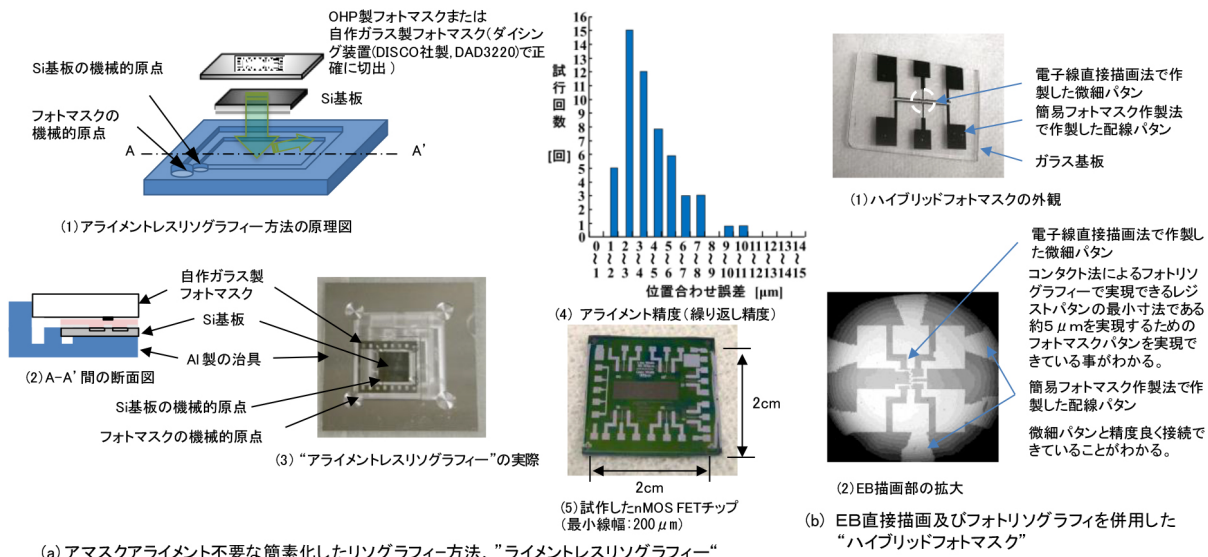 OHP製フォトマスクまたは
自作ガラス製フォトマスク(ダイシン
グ装置(DISCO社製, DAD3220)で正
確に切出)
Si基板の機械的原点
Si基板
フォトマスクの
機械的原点
A
A'
(1)アライメントレスリソグラフィー方法の原理図
自作ガラス製
フォトマスク
Si基板
Al製の治具
(2)A-A'間の断面図
Si基板の機械的原点
フォトマスクの機械的原点
(3) “アライメントレスリソグラフィー”の実際
試行回数
[回]
16
15
14
13
12
11
10
9
8
7
6
5
4
3
2
1
0
0 1 2 3 4 5 6 7 8 9 10 11 12 13 14
~ ~ ~ ~ ~ ~ ~ ~ ~ ~ ~ ~ ~ ~ ~
1 2 3 4 5 6 7 8 9 10 11 12 13 14 15
位置合わせ誤差 [μm]
(4) アライメント精度(繰り返し精度)
2cm
2cm
(5)試作したnMOS FETチップ
(最小線幅:200μm)
(a)アマスクアライメント不要な簡素化したリソグラフィー方法、”ライメントレスリソグラフィー“
電子線直接描画法で作
製した微細パタン
簡易フォトマスク作製法
で作製した配線パタン
ガラス基板
(1)ハイブリッドフォトマスクの外観
電子線直接描画法で作製し
た微細パタン
コンタクト法によるフォトリソ
グラフィーで実現できるレジ
ストパタンの最小寸法である
約5μmを実現するための
フォトマスクパタンを実現で
きている事がわかる。
簡易フォトマスク作製法で作
製した配線パタン
微細パタンと精度良く接続で
きていることがわかる。
(2)EB描画部の拡大
(b) EB直接描画及びフォトリソグラフィを併用した
“ハイブリッドフォトマスク”